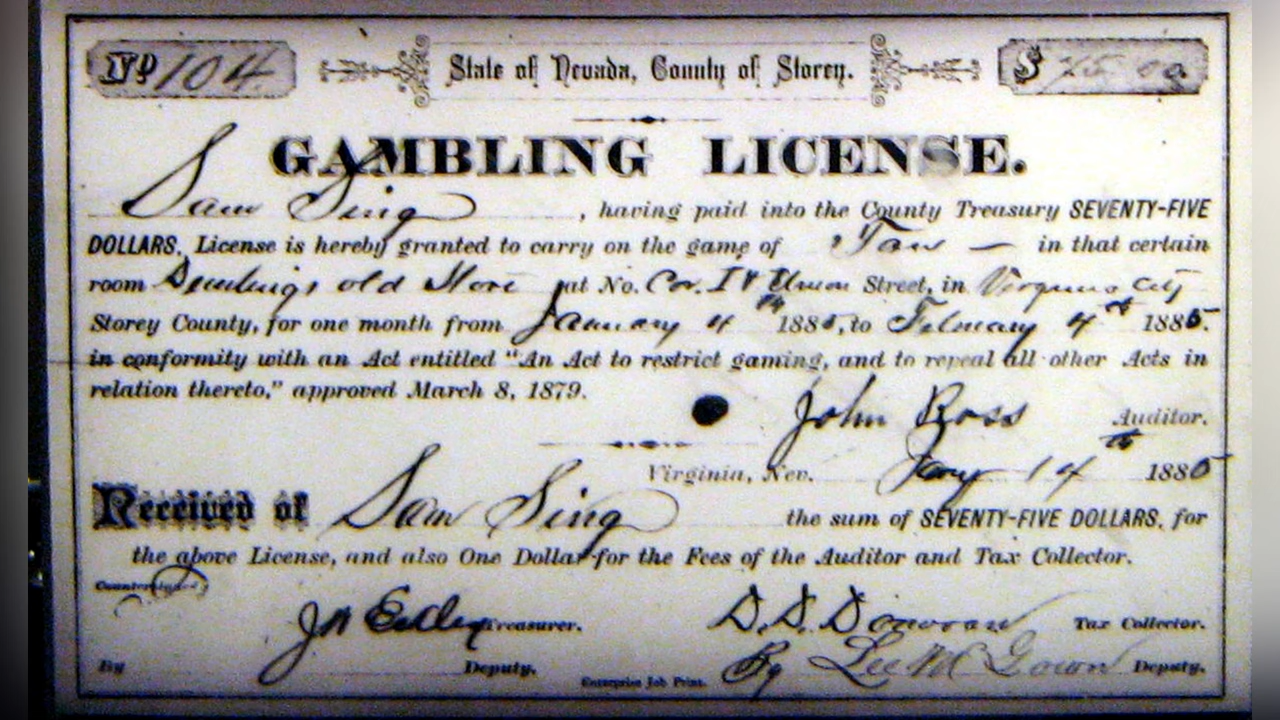 No 104. State of Nevada, County of Storey. $ 75.00
GAMBLING LICENSE.
Sam Sing, having paid into the County Treasury SEVENTY-FIVE
DOLLARS, License is hereby granted to carry on the game of "Tan — in that certain
room old Store at No. Cor. I & Union Street, in Virginia City
Storey County, for one month from January 4th 1885, to February 4th 1885.
in conformity with an Act entitled "An Act to restrict gaming, and to repeal all other Acts in
relation thereto," approved March 8, 1879.
John Ross Auditor.
Virginia, Nev. Jany 14th 1885
Received of Sam Sing the sum of SEVENTY-FIVE DOLLARS, for
the above License, and also One Dollar for the Fees of the Auditor and Tax Collector.
Countersigned;
Treasurer. D. D. Donovan Tax Collector.
By Deputy. By Lee McGown Deputy.
Enterprise Job Print.